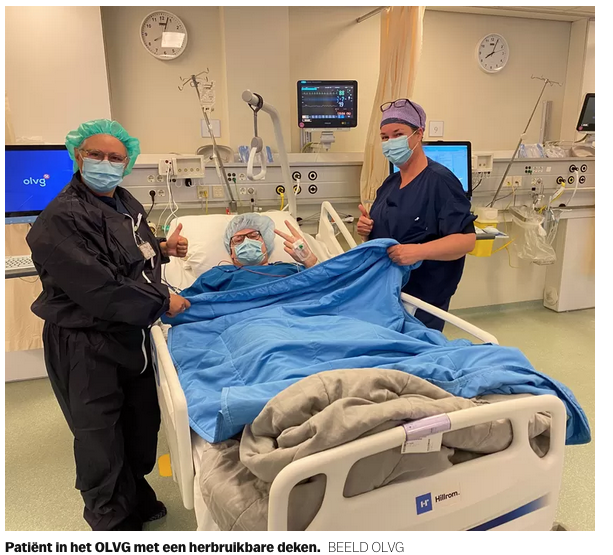 olvg
Hillrom
Patiënt in het OLVG met een herbruikbare deken. BEELD OLVG